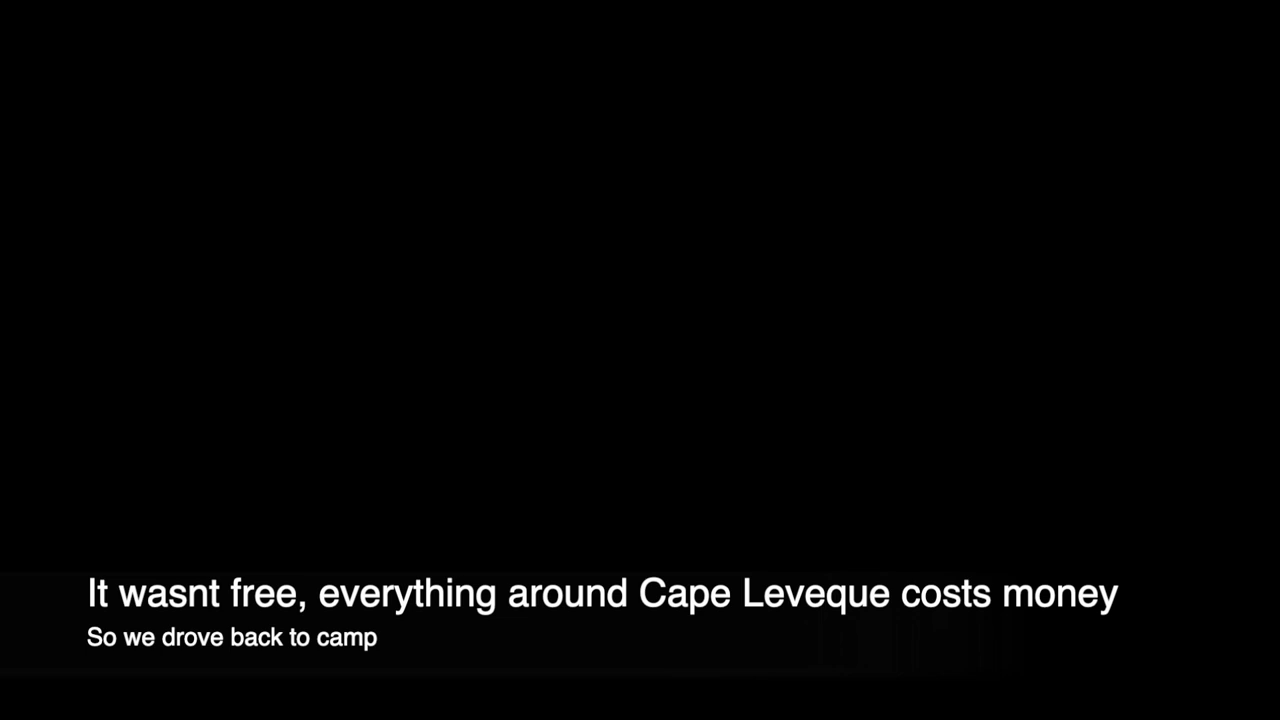 It wasnt free, everything around Cape Leveque costs money
So we drove back to camp